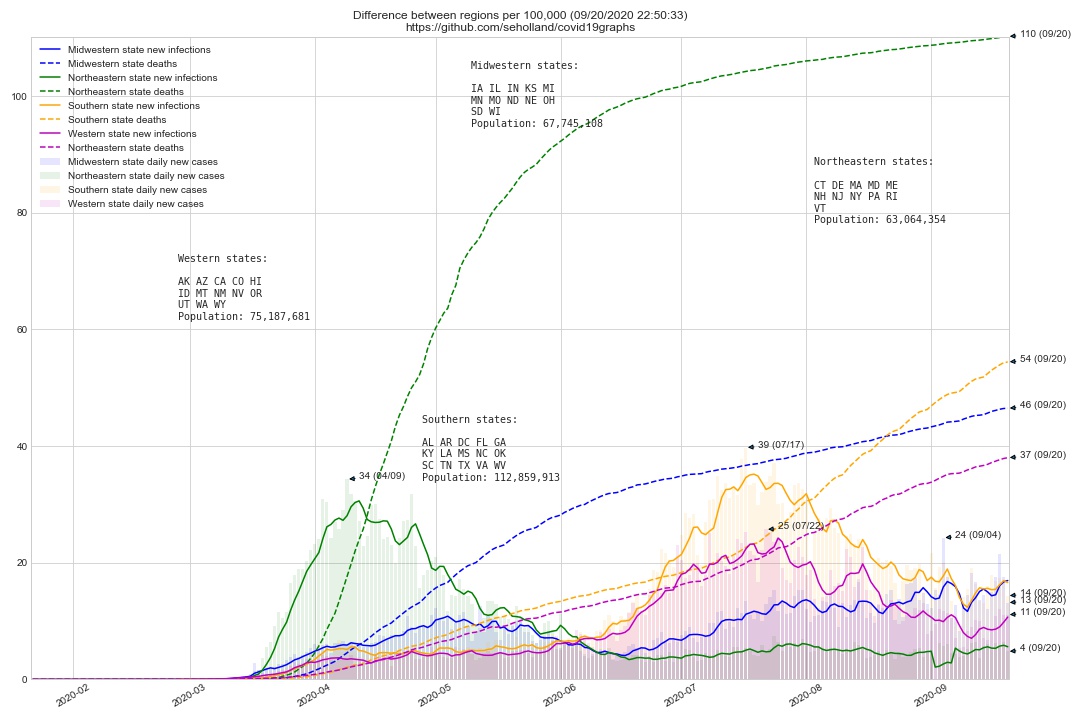 Difference between regions per 100,000 (09/20/2020 22:50:33)
https://github.com/seholland/covid19graphs
Midwestern state new infections
Midwestern state deaths
Northeastern state new infections
Northeastern state deaths
Southern state new infections
Southern state deaths
Western state new infections
Northeastern state deaths
Midwestern state daily new cases
Northeastern state daily new cases
Southern state daily new cases
Western state daily new cases
Midwestern states:
IA IL IN KS MI
MN MO ND NE OH
SD WI
Population: 67,745,108
Northeastern states:
CT DE MA MD ME
NH NJ NY PA RI
VT
Population: 63,064,354
Western states:
AK AZ CA CO HI
ID MT NM NV OR
UT WA WY
Population: 75,187,681
Southern states:
AL AR DC FL GA
KY LA MS NC OK
SC TN TX VA WV
Population: 112,859,913
34 (04/09)
39 (07/17)
25 (07/22)
24 (09/04)
110 (09/20)
54 (09/20)
46 (09/20)
37 (09/20)
14 (09/20)
13 (09/20)
11 (09/20)
4 (09/20)
100
80
60
40
20
0
2020-02
2020-03
2020-04
2020-05
2020-06
2020-07
2020-08
2020-09